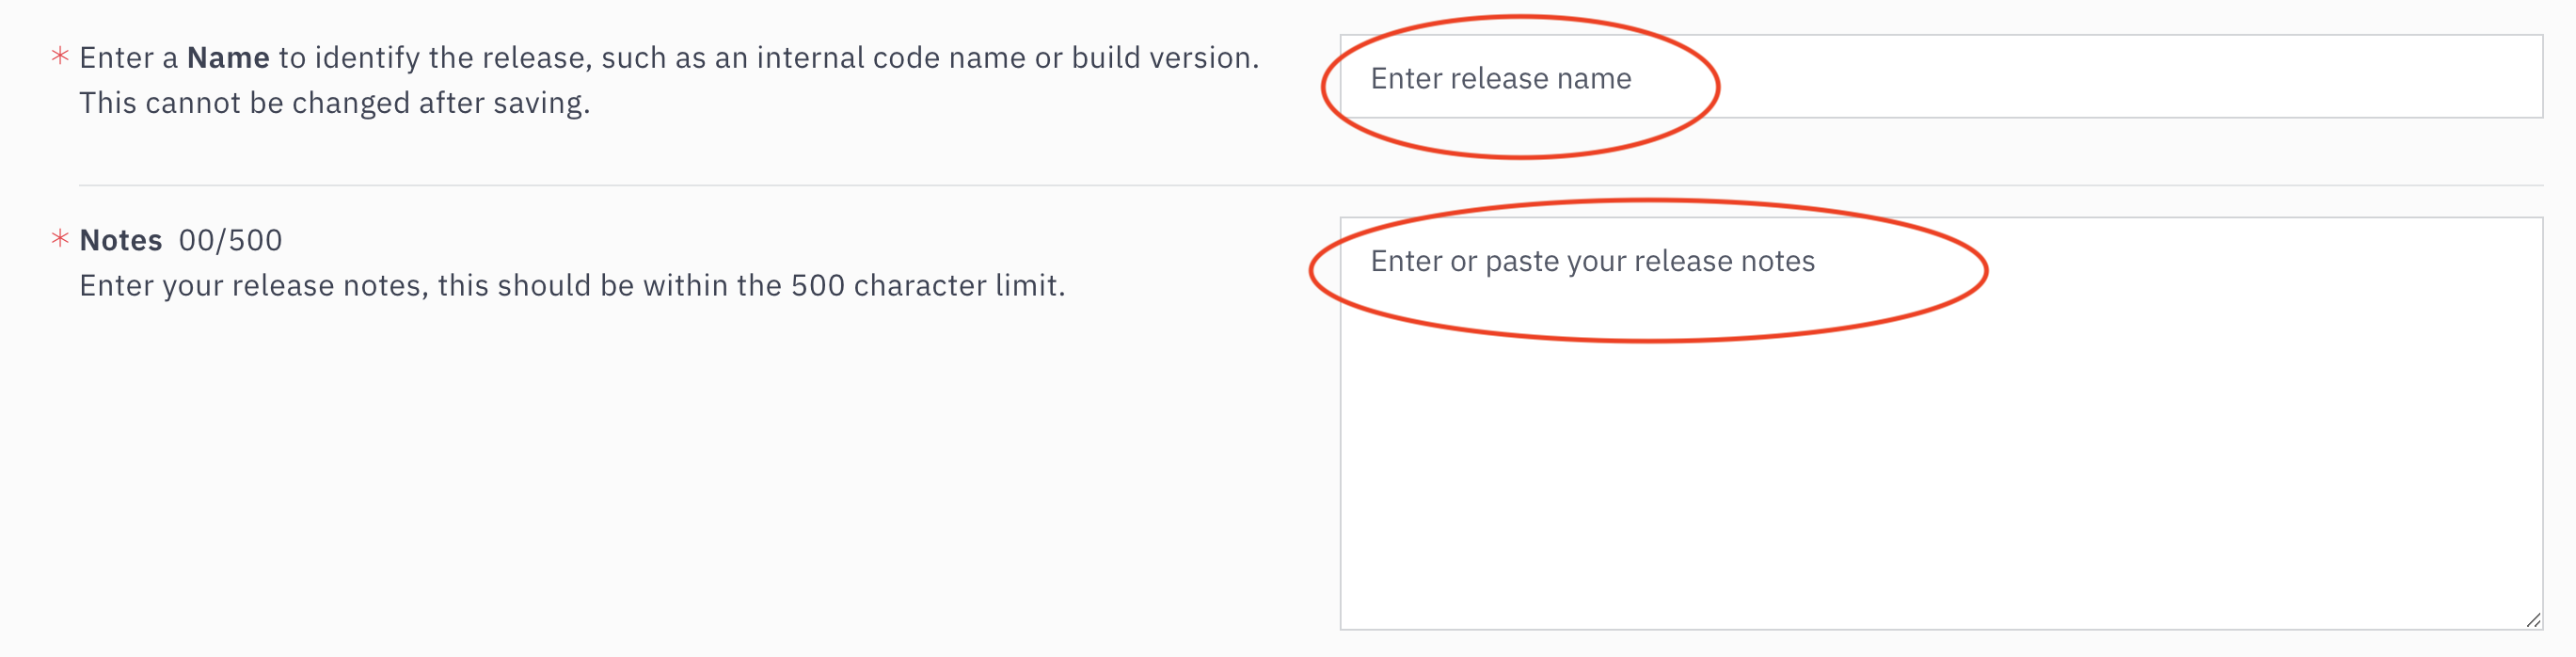 * Enter a Name to identify the release, such as an internal code name or build version.
This cannot be changed after saving.
Enter release name
* Notes 00/500
Enter your release notes, this should be within the 500 character limit.
Enter or paste your release notes